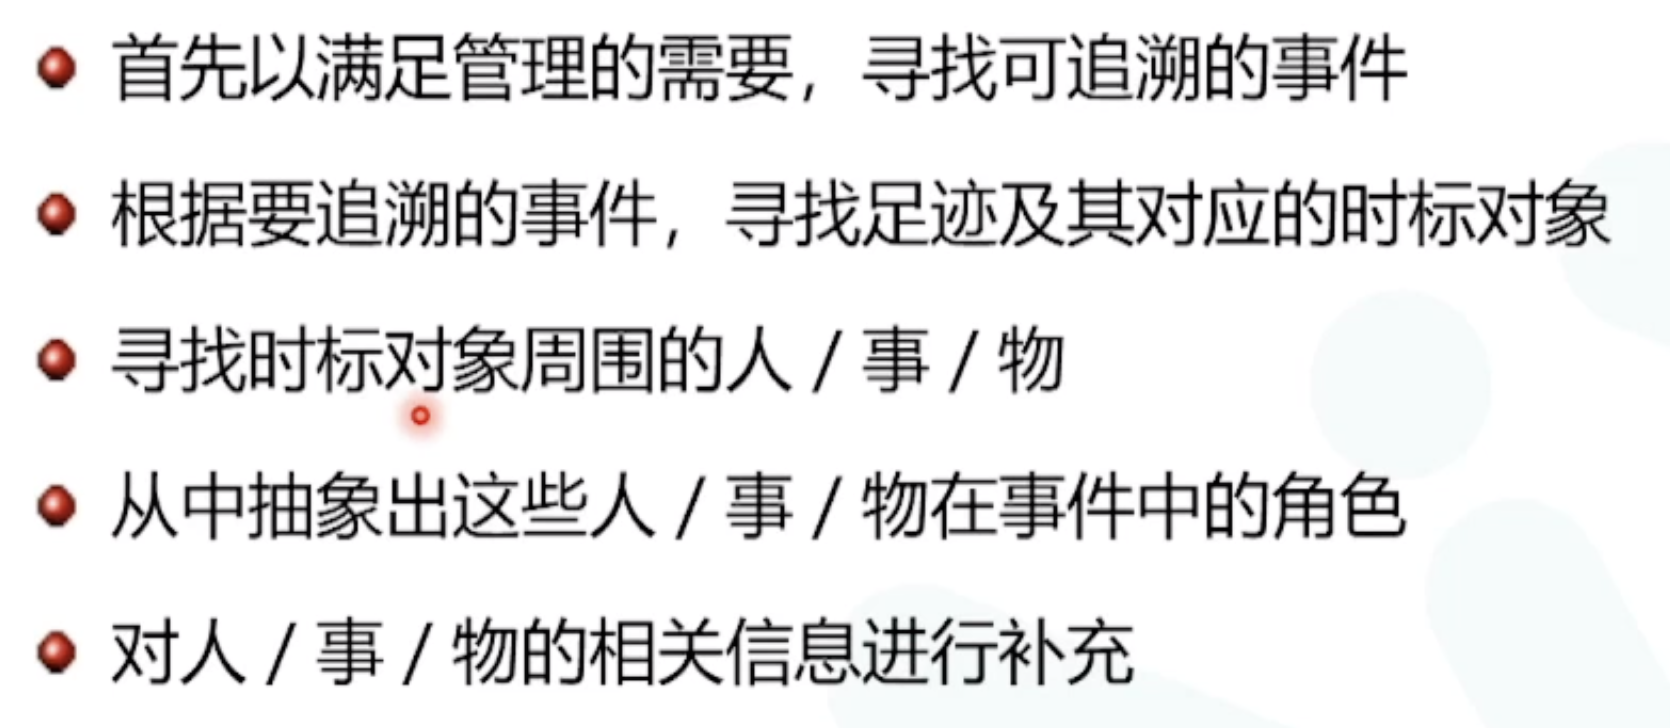 首先以满足管理的需要，寻找可追溯的事件
根据要追溯的事件，寻找足迹及其对应的时标对象
寻找时标对象周围的人 / 事 / 物
从中抽象出这些人 / 事 / 物在事件中的角色
对人 / 事 / 物的相关信息进行补充